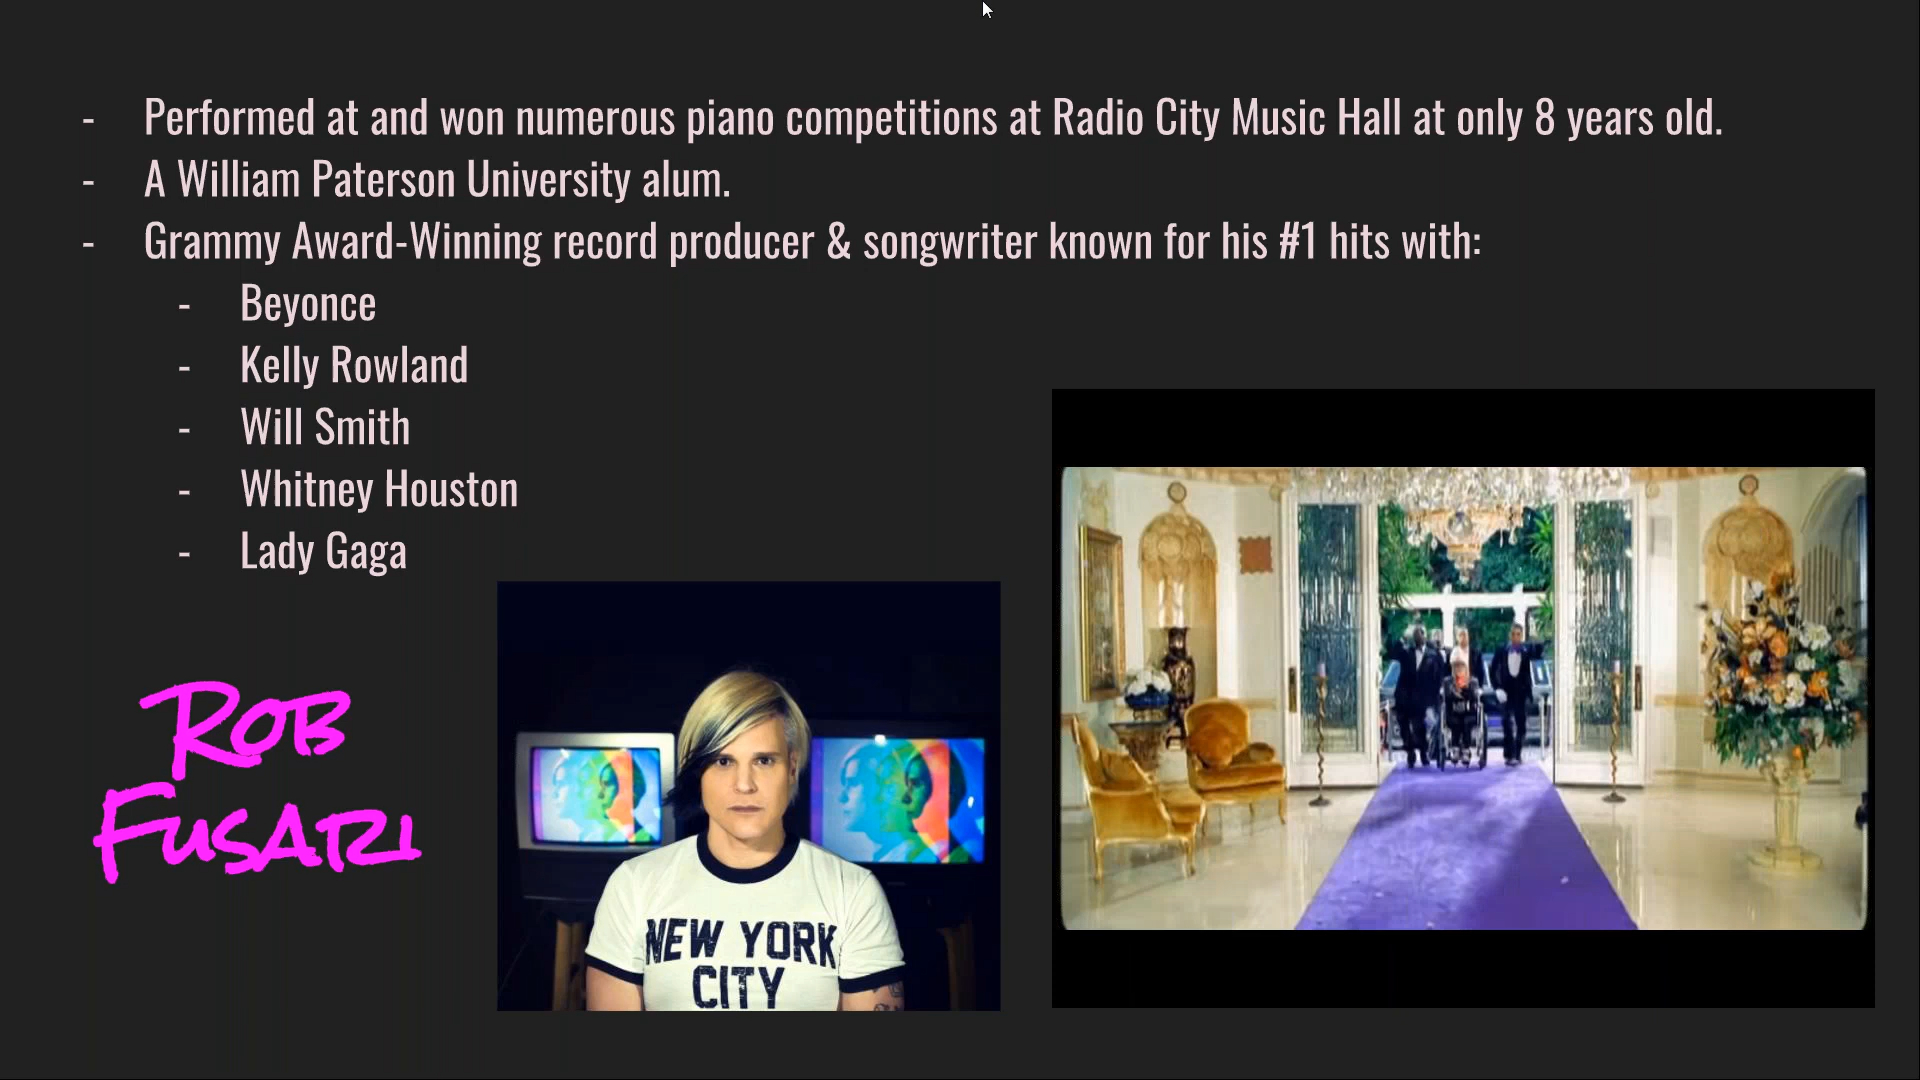 - Performed at and won numerous piano competitions at Radio City Music Hall at only 8 years old.
- A William Paterson University alum.
- Grammy Award-Winning record producer & songwriter known for his #1 hits with:
- Beyonce
- Kelly Rowland
- Will Smith
- Whitney Houston
- Lady Gaga
ROB
FUSARI
NEW YORK
CITY